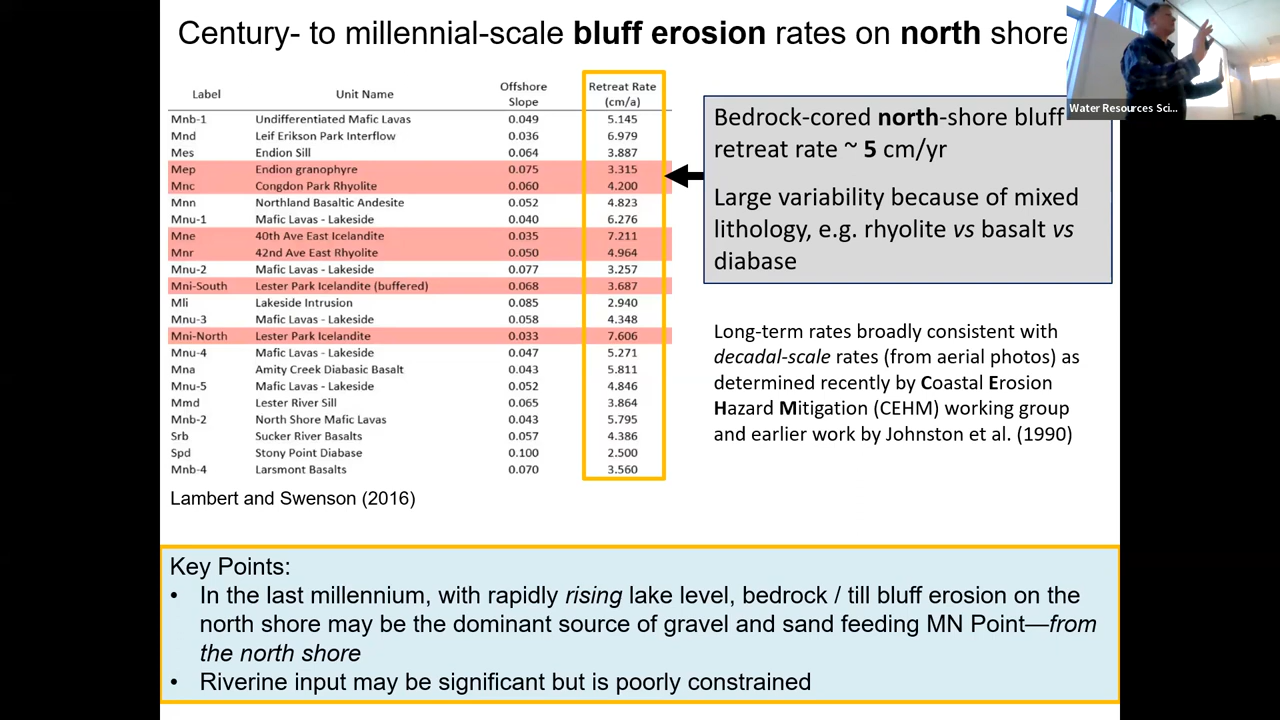 Century- to millennial-scale bluff erosion rates on north shore
Water Resources Sci...
Label Unit Name Offshore Slope Retreat Rate (cm/a)
Mnb-1 Undifferentiated Mafic Lavas 0.049 5.145
Mnd Leif Erikson Park Interflow 0.036 6.979
Mes Endion Sill 0.064 3.887
Mep Endion granophyre 0.075 3.315
Mnc Congdon Park Rhyolite 0.060 4.200
Mnn Northland Basaltic Andesite 0.052 4.823
Mnu-1 Mafic Lavas - Lakeside 0.040 6.276
Mne 40th Ave East Icelandite 0.035 7.211
Mnr 42nd Ave East Rhyolite 0.050 4.964
Mnu-2 Mafic Lavas - Lakeside 0.077 3.257
Mni-South Lester Park Icelandite (buffered) 0.068 3.687
Mli Lakeside Intrusion 0.085 2.940
Mnu-3 Mafic Lavas - Lakeside 0.058 4.348
Mni-North Lester Park Icelandite 0.033 7.606
Mnu-4 Mafic Lavas - Lakeside 0.047 5.271
Mna Amity Creek Diabasic Basalt 0.043 5.811
Mnu-5 Mafic Lavas - Lakeside 0.052 4.846
Mmd Lester River Sill 0.065 3.864
Mnb-2 North Shore Mafic Lavas 0.043 5.795
Srb Sucker River Basalts 0.057 4.386
Spd Stony Point Diabase 0.100 2.500
Mnb-4 Larsmont Basalts 0.070 3.560
Lambert and Swenson (2016)
Bedrock-cored north-shore bluff
retreat rate ~ 5 cm/yr
Large variability because of mixed
lithology, e.g. rhyolite vs basalt vs
diabase
Long-term rates broadly consistent with
decadal-scale rates (from aerial photos) as
determined recently by Coastal Erosion
Hazard Mitigation (CEHM) working group
and earlier work by Johnston et al. (1990)
Key Points:
• In the last millennium, with rapidly rising lake level, bedrock / till bluff erosion on the
north shore may be the dominant source of gravel and sand feeding MN Point—from
the north shore
• Riverine input may be significant but is poorly constrained